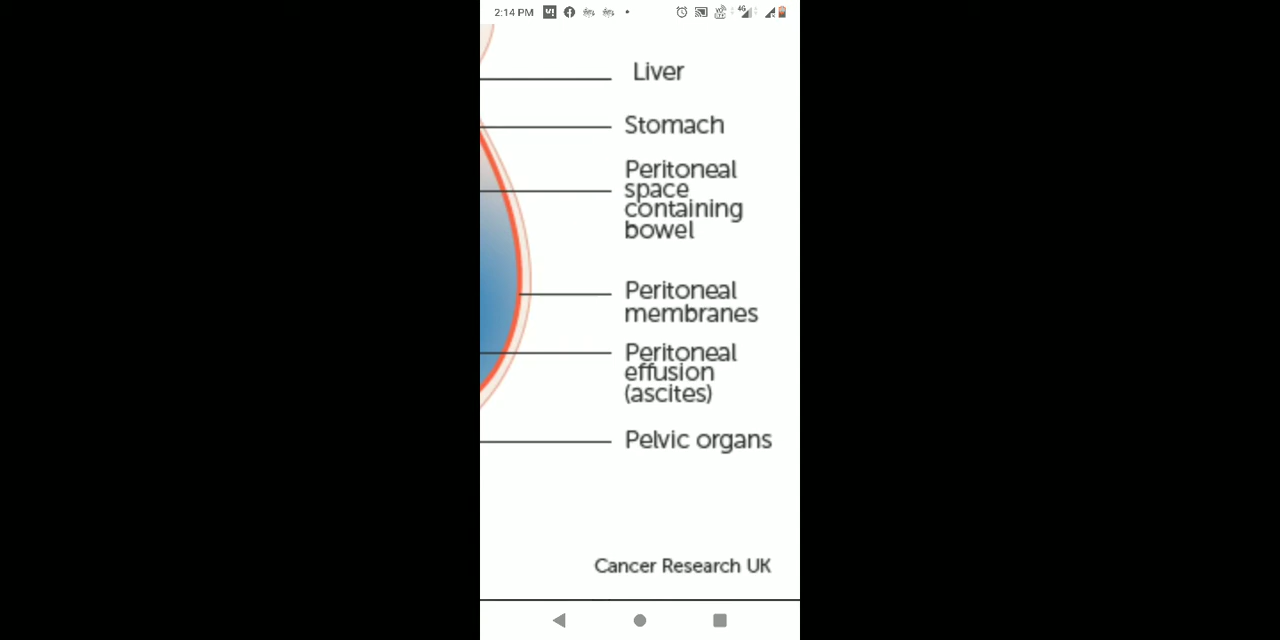 2:14 PM
4G
Liver
Stomach
Peritoneal
space
containing
bowel
Peritoneal
membranes
Peritoneal
effusion
(ascites)
Pelvic organs
Cancer Research UK